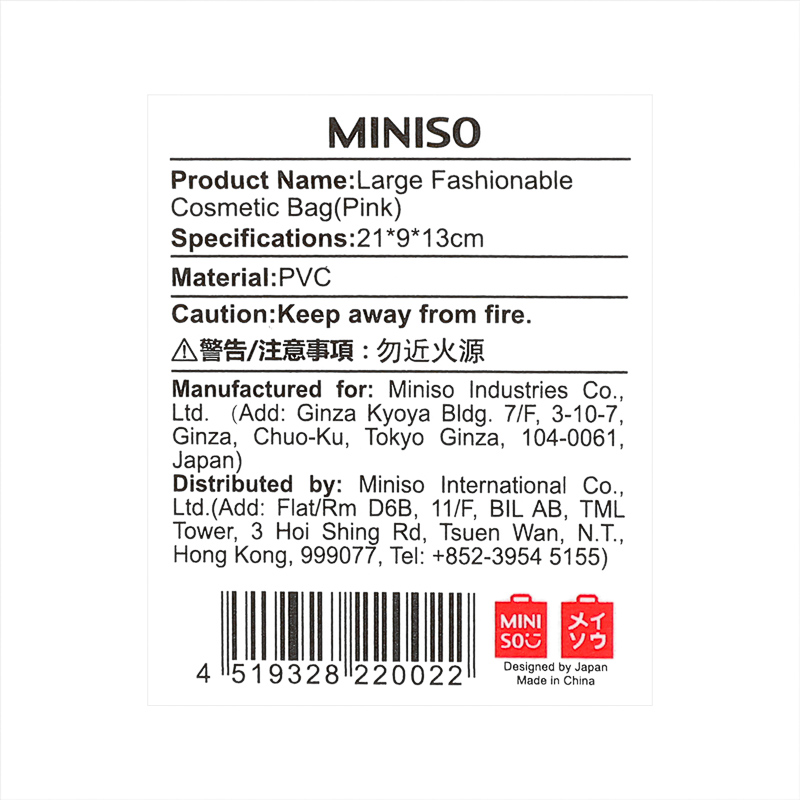 MINISO
Product Name:Large Fashionable
Cosmetic Bag(Pink)
Specifications:21*9*13cm
Material:PVC
Caution:Keep away from fire.
⚠警告/注意事項：勿近火源
Manufactured for: Miniso Industries Co.,
Ltd. （Add: Ginza Kyoya Bldg. 7/F, 3-10-7,
Ginza, Chuo-Ku, Tokyo Ginza, 104-0061,
Japan)
Distributed by: Miniso International Co.,
Ltd.(Add: Flat/Rm D6B, 11/F, BIL AB, TML
Tower, 3 Hoi Shing Rd, Tsuen Wan, N.T.,
Hong Kong, 999077, Tel: +852-3954 5155)
4 519328 220022
MINI
SO
メイ
ソウ
Designed by Japan
Made in China